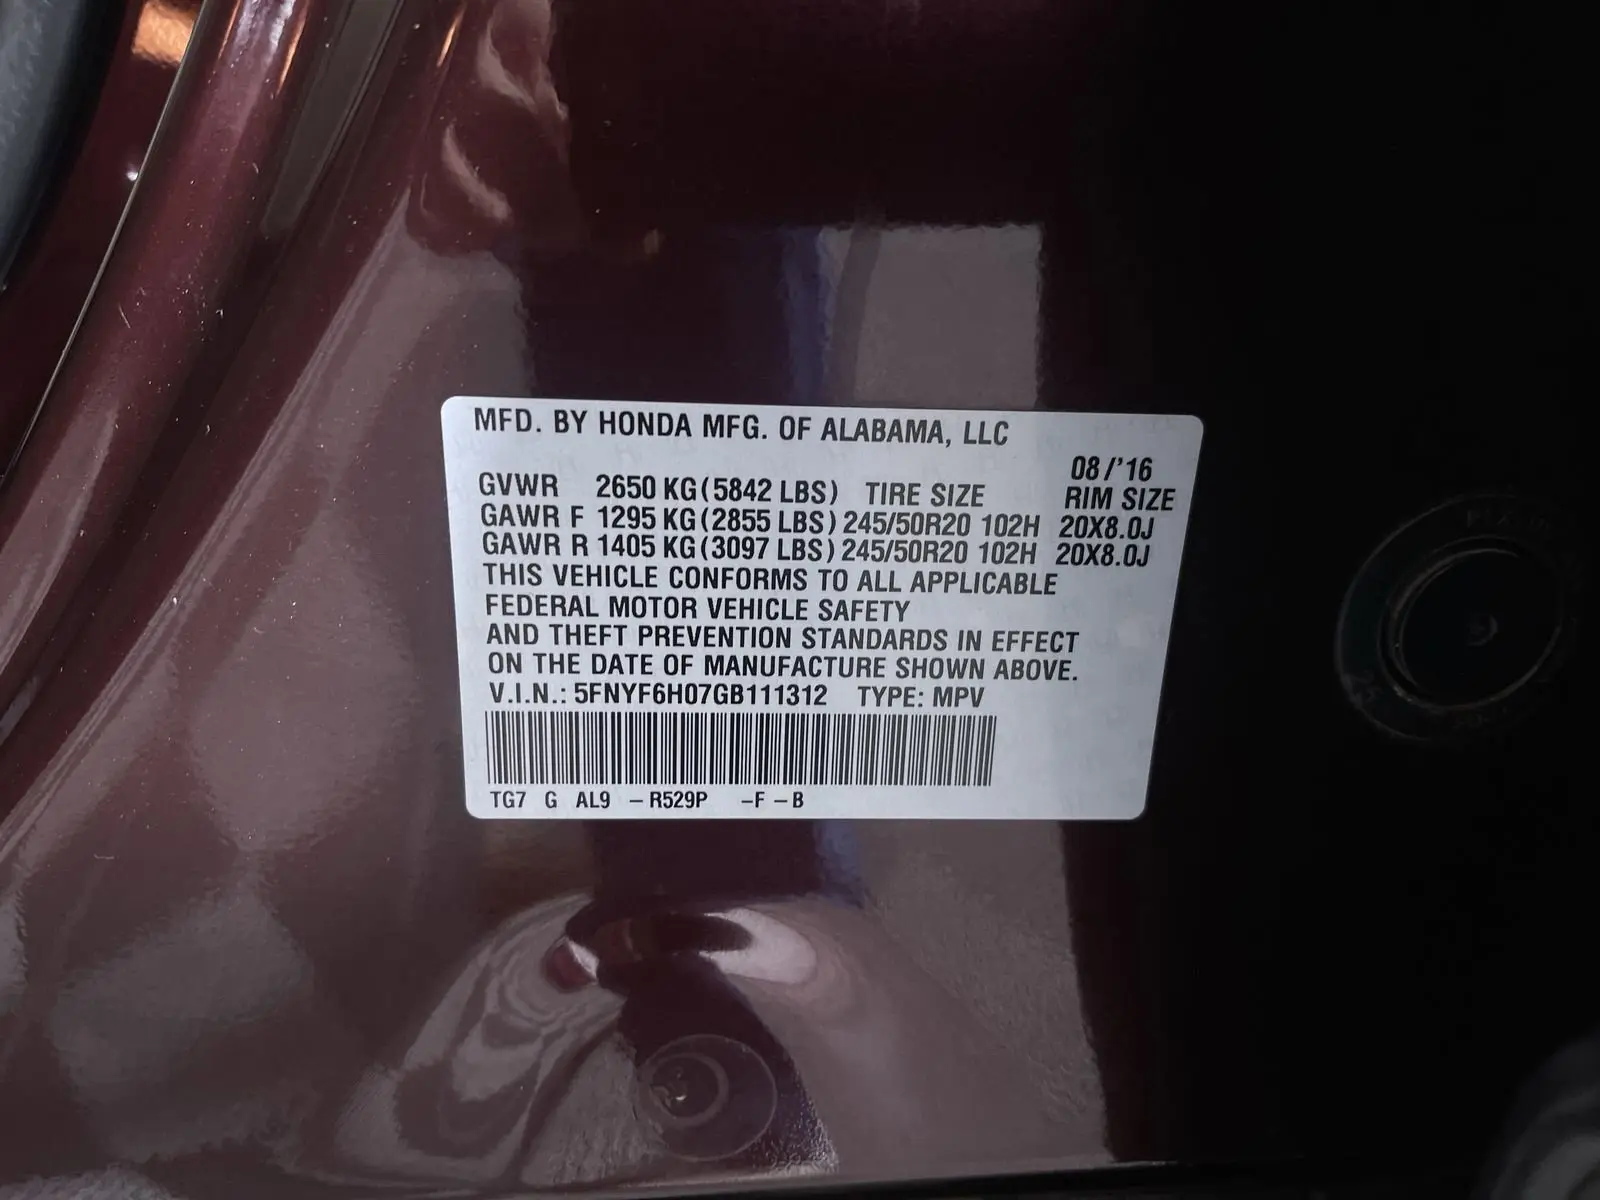 MFD. BY HONDA MFG. OF ALABAMA, LLC
08/'16
GVWR 2650 KG (5842 LBS) TIRE SIZE RIM SIZE
GAWR F 1295 KG (2855 LBS) 245/50R20 102H 20X8.0J
GAWR R 1405 KG (3097 LBS) 245/50R20 102H 20X8.0J
THIS VEHICLE CONFORMS TO ALL APPLICABLE
FEDERAL MOTOR VEHICLE SAFETY
AND THEFT PREVENTION STANDARDS IN EFFECT
ON THE DATE OF MANUFACTURE SHOWN ABOVE.
V.I.N.: 5FNYF6H07GB111312 TYPE: MPV
TG7 G AL9 -R529P -F -B